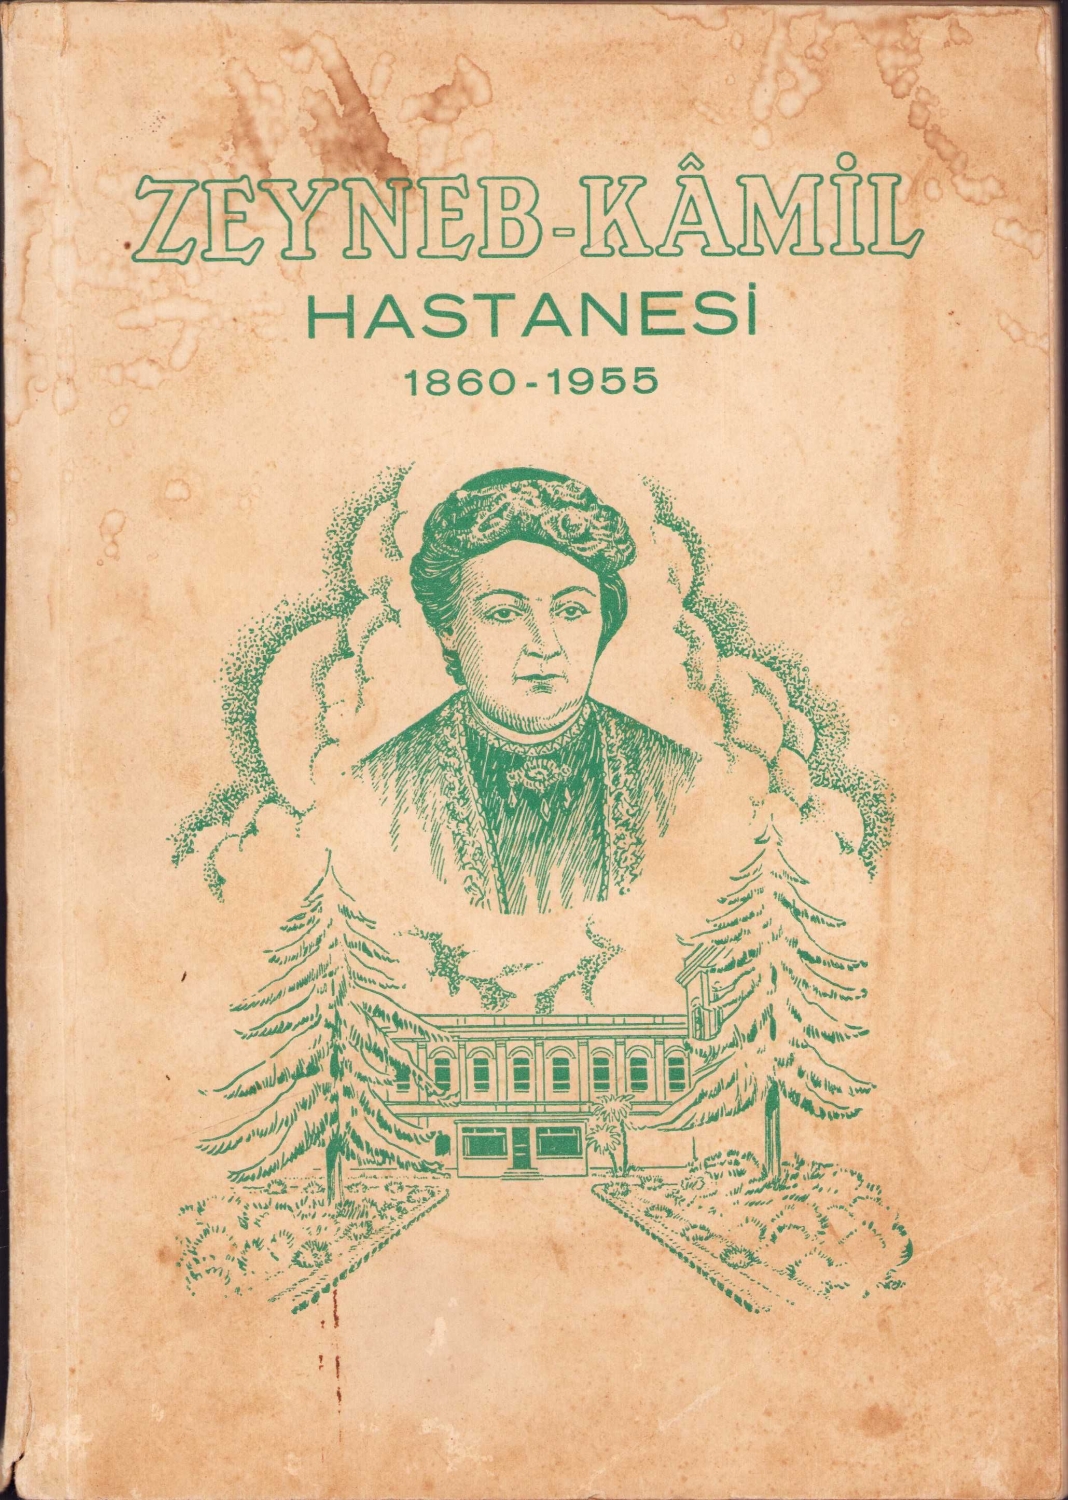 ZEYNEB-KÂMİL
HASTANESİ
1860-1955